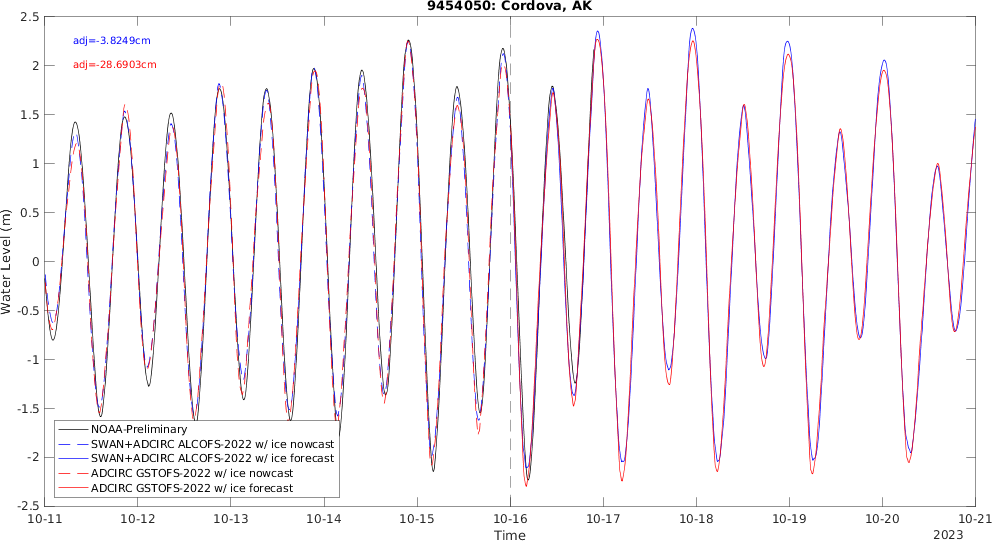 9454050: Cordova, AK
adj=-3.8249cm
adj=-28.6903cm
2.5
2
1.5
1
0.5
0
-0.5
-1
-1.5
-2
-2.5
Water Level (m)
NOAA-Preliminary
SWAN+ADCIRC ALCOFS-2022 w/ ice nowcast
SWAN+ADCIRC ALCOFS-2022 w/ ice forecast
ADCIRC GSTOFS-2022 w/ ice nowcast
ADCIRC GSTOFS-2022 w/ ice forecast
10-11 10-12 10-13 10-14 10-15 10-16 10-17 10-18 10-19 10-20 10-21
Time
2023